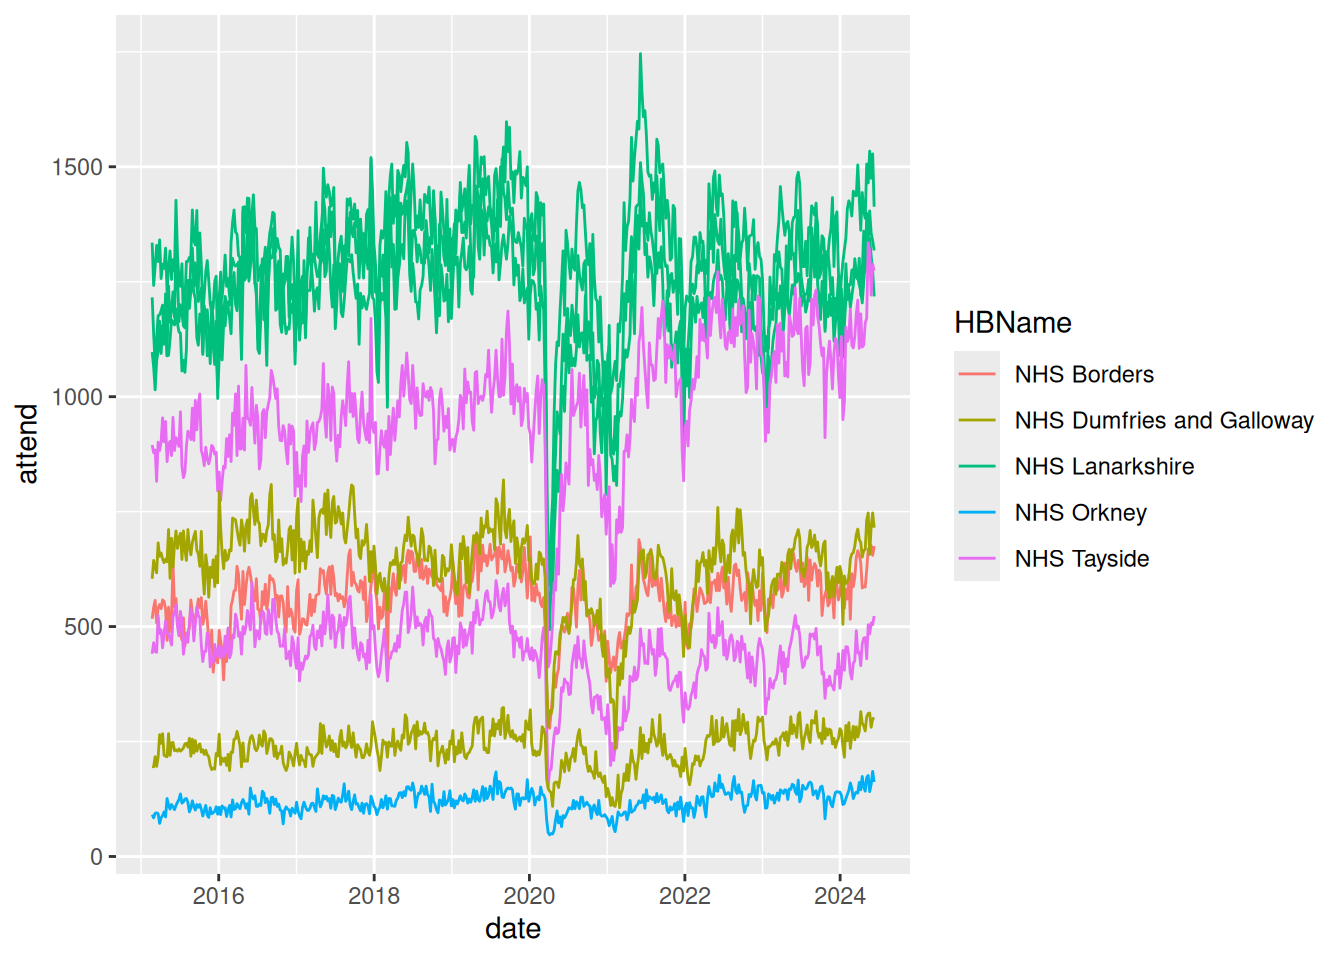 1500
1000
500
0
attend
2016 2018 2020 2022 2024
date
HBName
NHS Borders
NHS Dumfries and Galloway
NHS Lanarkshire
NHS Orkney
NHS Tayside